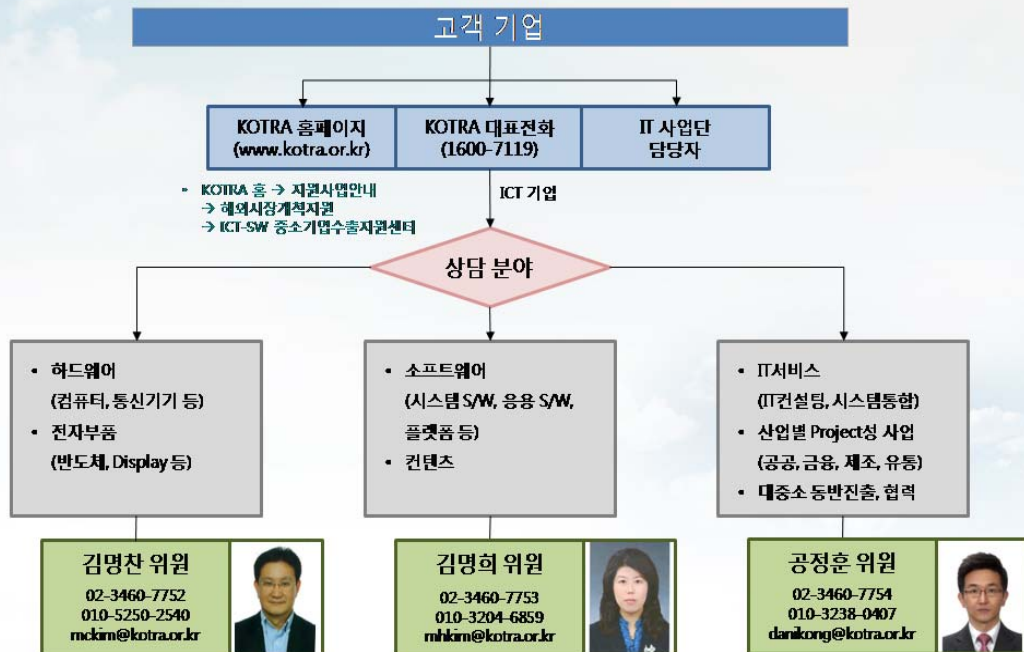 고객 기업
KOTRA 홈페이지
(www.kotra.or.kr)
KOTRA 대표전화
(1600-7119)
IT 사업단
담당자
• KOTRA 홈 → 지원사업안내
→ 해외시장개척지원
→ ICT-SW 중소기업수출지원센터
ICT 기업
상담 분야
• 하드웨어
(컴퓨터, 통신기기 등)
• 전자부품
(반도체, Display 등)
• 소프트웨어
(시스템 S/W, 응용 S/W,
플랫폼 등)
• 컨텐츠
• IT서비스
(IT컨설팅, 시스템통합)
• 산업별 Project성 사업
(공공, 금융, 제조, 유통)
• 대중소 동반진출, 협력
김명찬 위원
02-3460-7752
010-5250-2540
mckim@kotra.or.kr
김명희 위원
02-3460-7753
010-3204-6859
mhkim@kotra.or.kr
공정훈 위원
02-3460-7754
010-3238-0407
danikong@kotra.or.kr